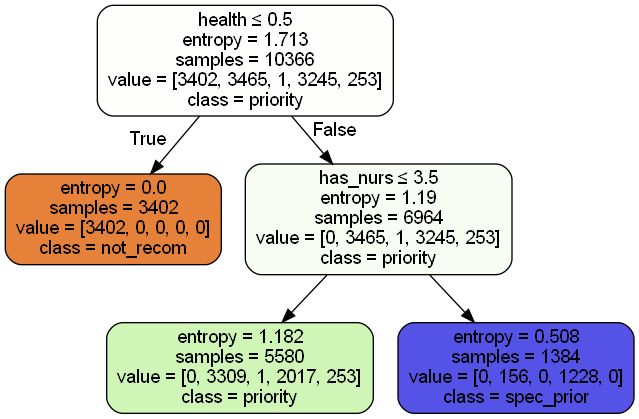 health ≤ 0.5
entropy = 1.713
samples = 10366
value = [3402, 3465, 1, 3245, 253]
class = priority
True
False
entropy = 0.0
samples = 3402
value = [3402, 0, 0, 0, 0]
class = not_recom
has_nurs ≤ 3.5
entropy = 1.19
samples = 6964
value = [0, 3465, 1, 3245, 253]
class = priority
entropy = 1.182
samples = 5580
value = [0, 3309, 1, 2017, 253]
class = priority
entropy = 0.508
samples = 1384
value = [0, 156, 0, 1228, 0]
class = spec_prior